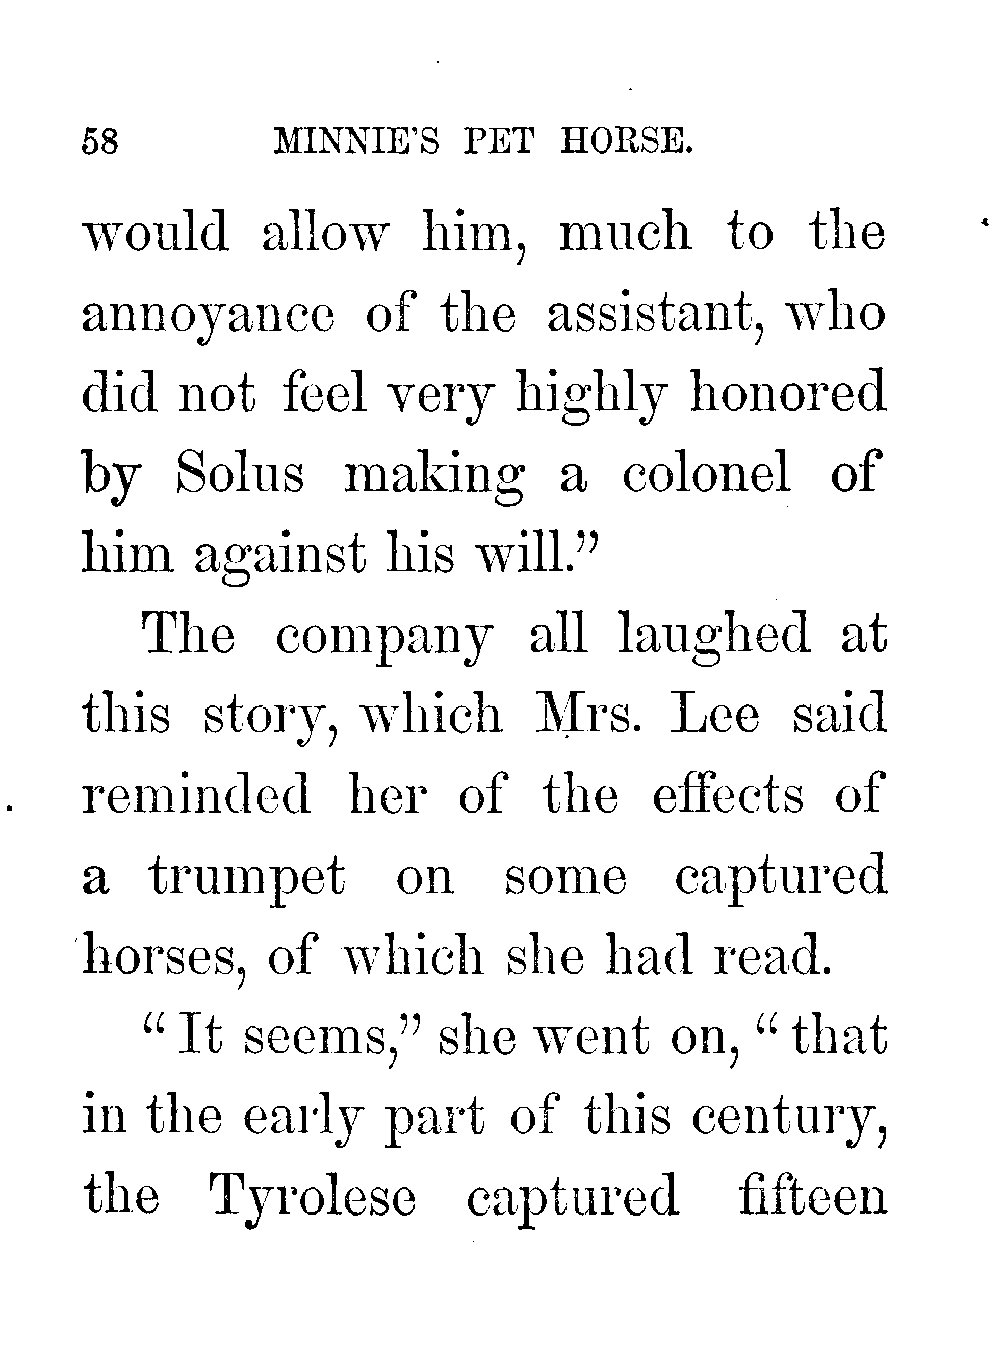 58 MINNIE'S PET HORSE.
would allow him, much to the
annoyance of the assistant, who
did not feel very highly honored
by Solus making a colonel of
him against his will."
The company all laughed at
this story, which Mrs. Lee said
reminded her of the effects of
a trumpet on some captured
horses, of which she had read.
"It seems," she went on, "that
in the early part of this century,
the Tyrolese captured fifteen